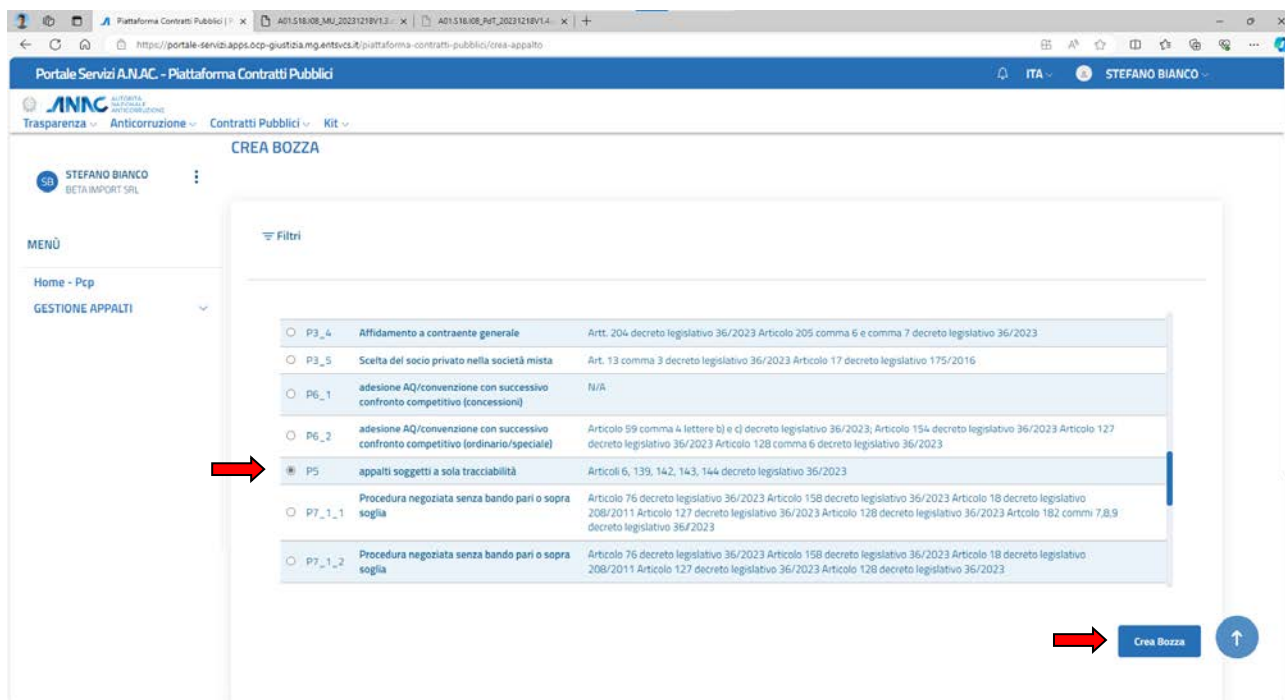 Piattaforma Contratti Pubblici | P
A01.S18.I08_MU_20231218V1.3
A01.S18.I08_PdT_20231218V1.4
https://portale-servizi.apps.ocp-giustizia.mg.entsvcs.it/piattaforma-contratti-pubblici/crea-appalto
Portale Servizi A.N.AC. - Piattaforma Contratti Pubblici
ITA
STEFANO BIANCO
ANAC
AUTORITÀ
NAZIONALE
ANTICORRUZIONE
Trasparenza Anticorruzione Contratti Pubblici Kit
CREA BOZZA
SB
STEFANO BIANCO
BETA IMPORT SRL
MENÙ
Home - Pcp
GESTIONE APPALTI
Filtri
P3_4 Affidamento a contraente generale Artt. 204 decreto legislativo 36/2023 Articolo 205 comma 6 e comma 7 decreto legislativo 36/2023
P3_5 Scelta del socio privato nella società mista Art. 13 comma 3 decreto legislativo 36/2023 Articolo 17 decreto legislativo 175/2016
P6_1 adesione AQ/convenzione con successivo N/A
confronto competitivo (concessioni)
P6_2 adesione AQ/convenzione con successivo Articolo 59 comma 4 lettere b) e c) decreto legislativo 36/2023; Articolo 154 decreto legislativo 36/2023 Articolo 127
confronto competitivo (ordinario/speciale) decreto legislativo 36/2023 Articolo 128 comma 6 decreto legislativo 36/2023
P5 appalti soggetti a sola tracciabilità Articoli 6, 139, 142, 143, 144 decreto legislativo 36/2023
P7_1_1 Procedura negoziata senza bando pari o sopra Articolo 76 decreto legislativo 36/2023 Articolo 158 decreto legislativo 36/2023 Articolo 18 decreto legislativo
soglia 208/2011 Articolo 127 decreto legislativo 36/2023 Articolo 128 decreto legislativo 36/2023 Artcolo 182 commi 7,8,9
decreto legislativo 36/2023
P7_1_2 Procedura negoziata senza bando pari o sopra Articolo 76 decreto legislativo 36/2023 Articolo 158 decreto legislativo 36/2023 Articolo 18 decreto legislativo
soglia 208/2011 Articolo 127 decreto legislativo 36/2023 Articolo 128 decreto legislativo 36/2023
Crea Bozza